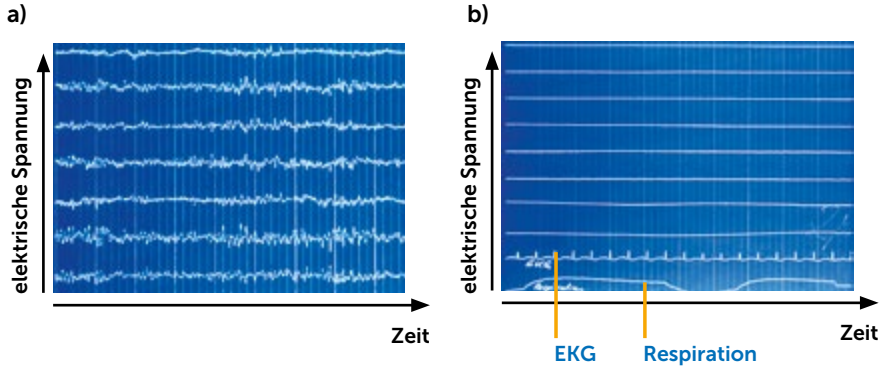 a)
elektrische Spannung
Zeit
b)
elektrische Spannung
Zeit
EKG
Respiration